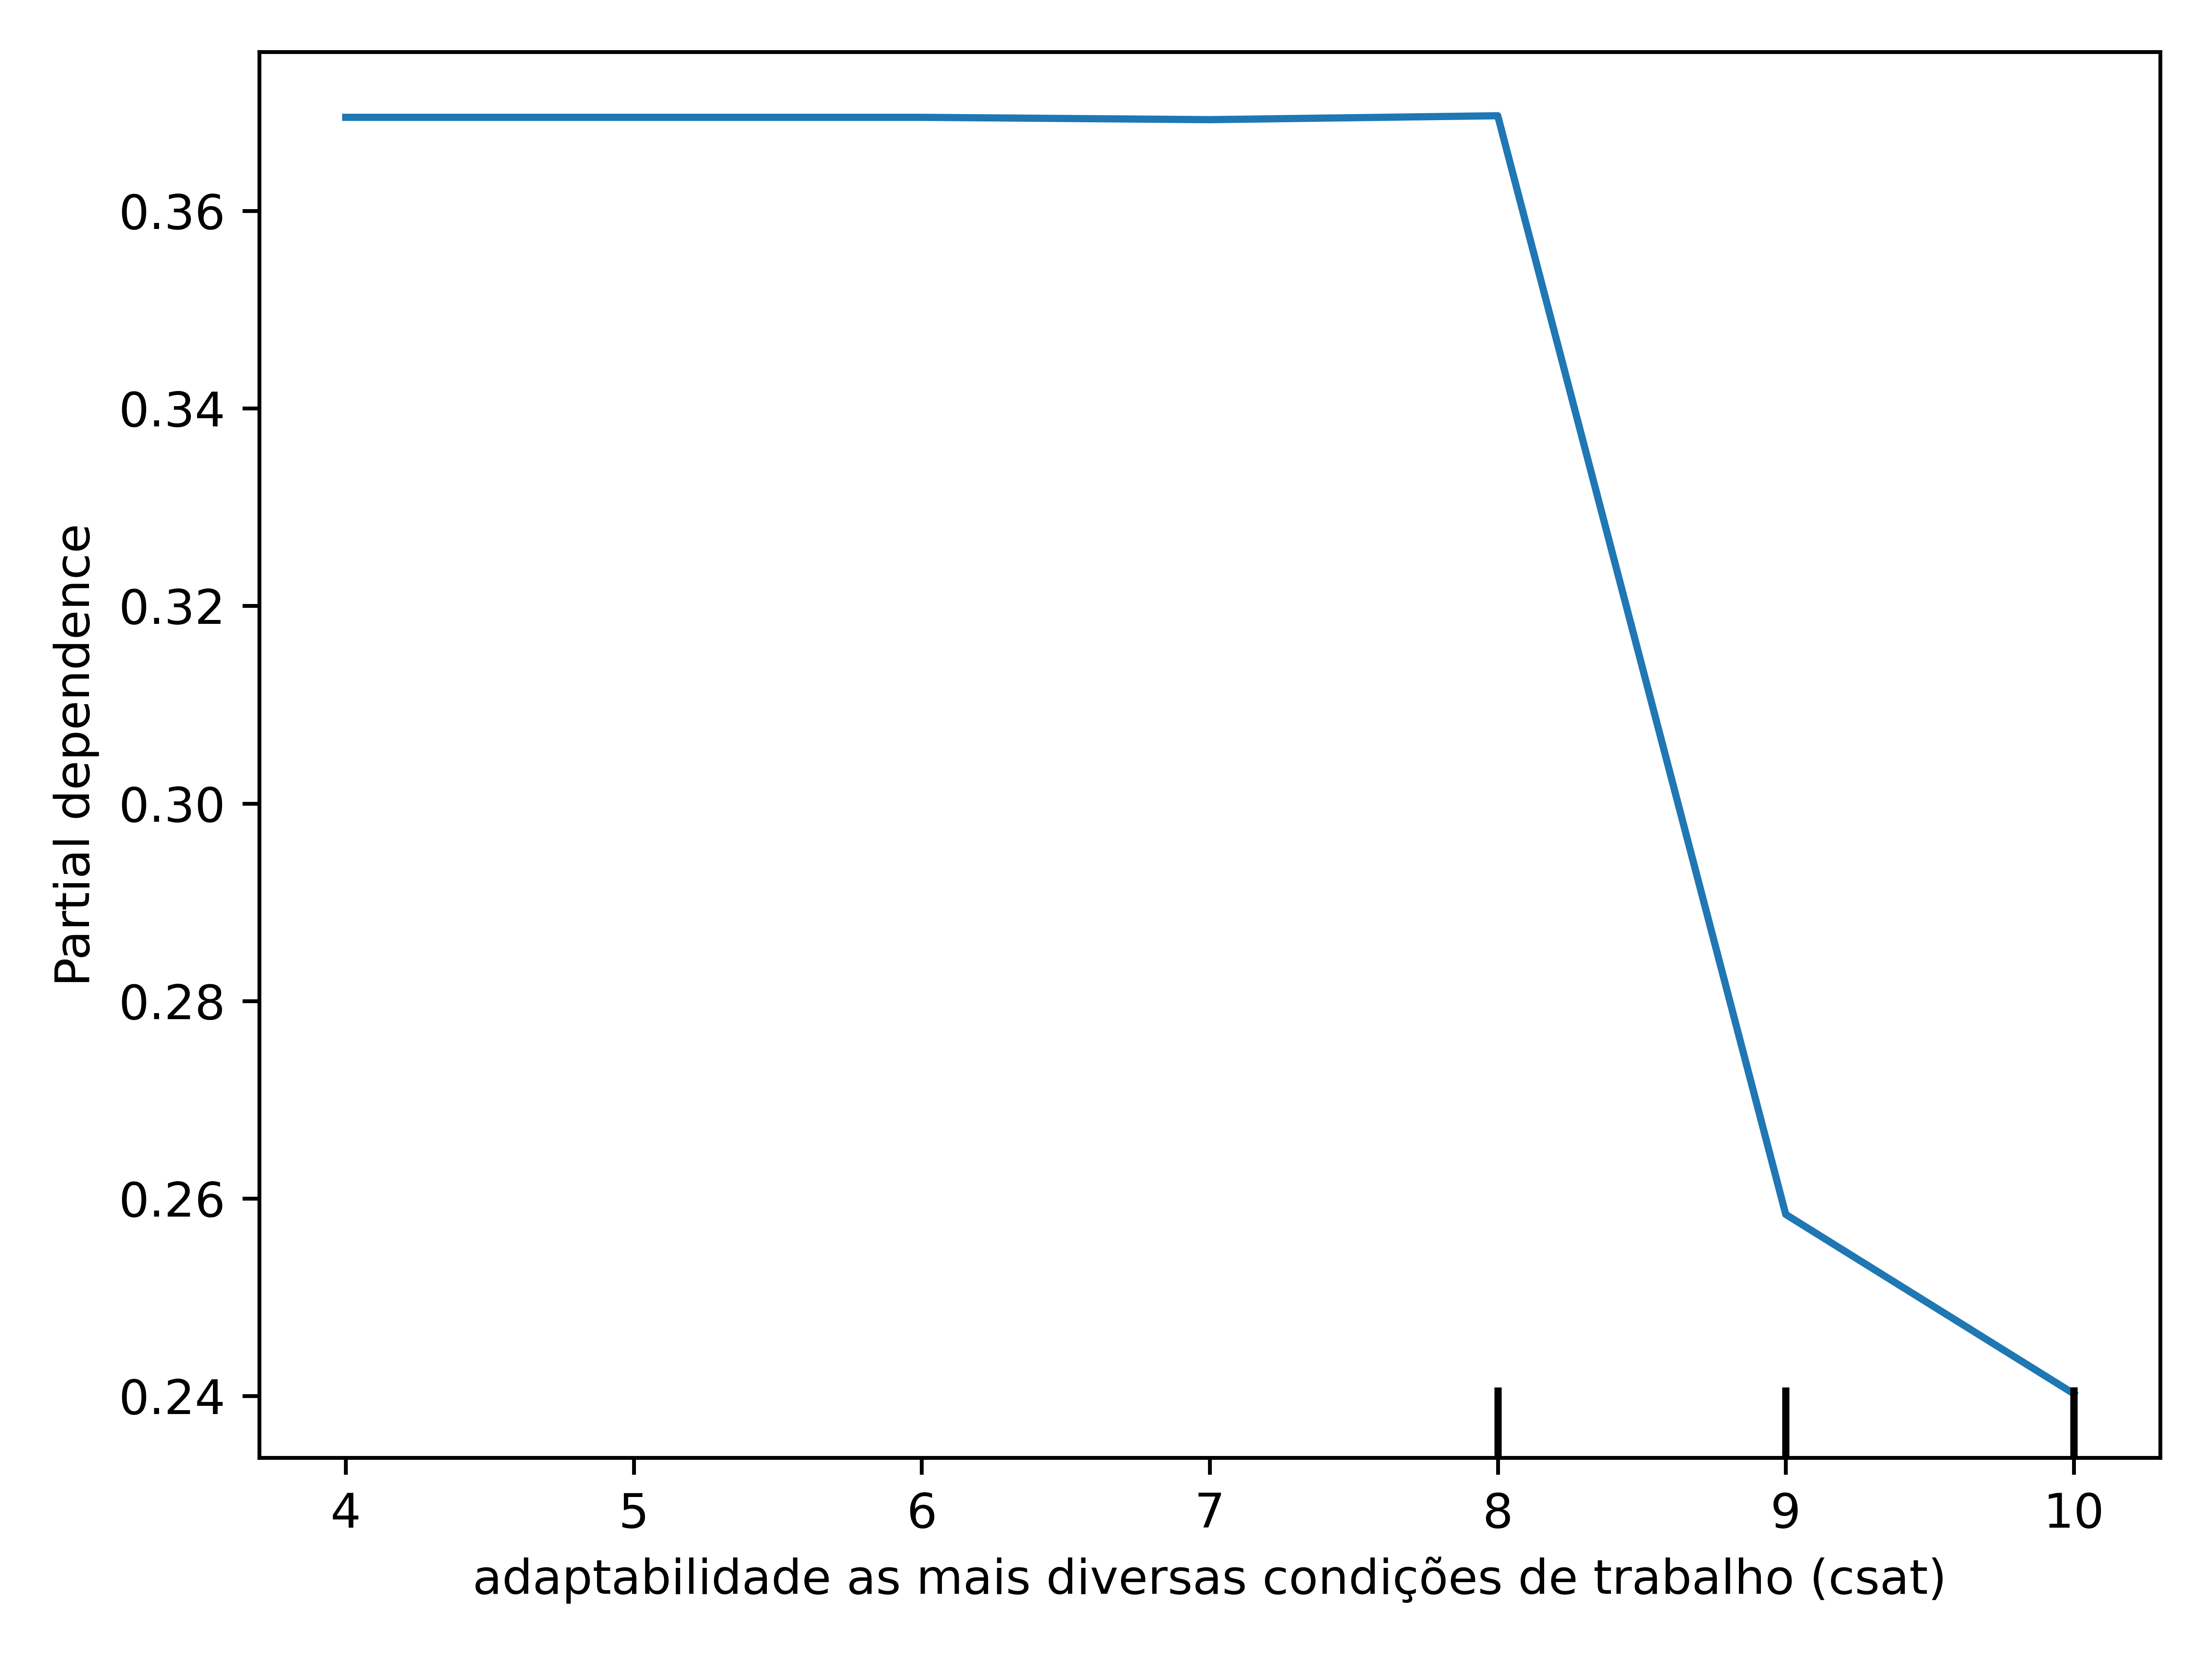 Partial dependence
0.36
0.34
0.32
0.30
0.28
0.26
0.24
4 5 6 7 8 9 10
adaptabilidade as mais diversas condições de trabalho (csat)